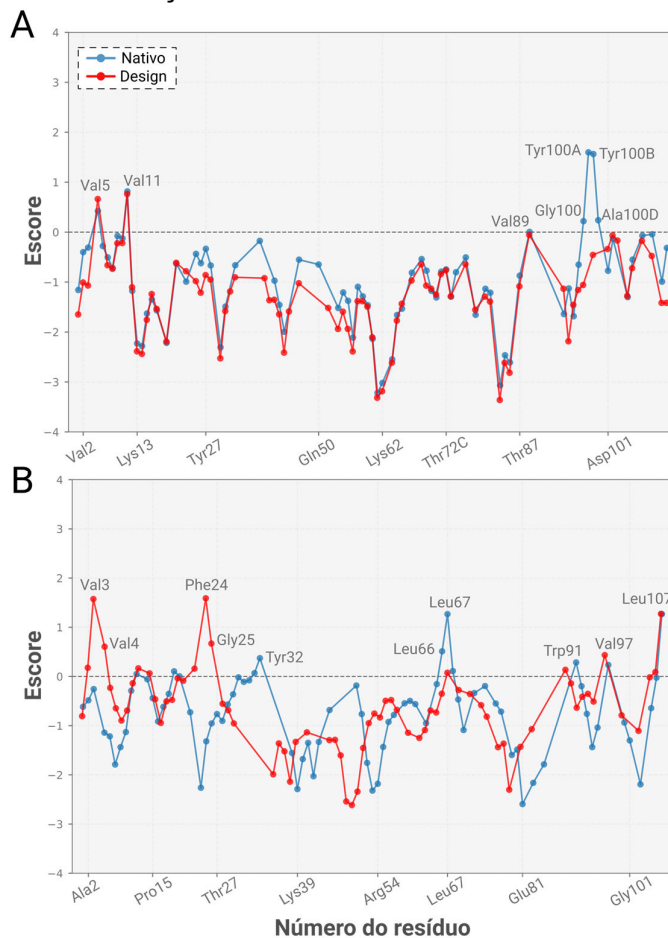 A
4
3
2
1
0
−1
−2
−3
−4
Escore
Nativo
Design
Val5
Val11
Val89
Gly100
Tyr100A
Tyr100B
Ala100D
Val2
Lys13
Tyr27
Gln50
Lys62
Thr72C
Thr87
Asp101
B
4
3
2
1
0
−1
−2
−3
−4
Escore
Val3
Val4
Phe24
Gly25
Tyr32
Leu66
Leu67
Trp91
Val97
Leu107
Ala2
Pro15
Thr27
Lys39
Arg54
Leu67
Glu81
Gly101
Número do resíduo